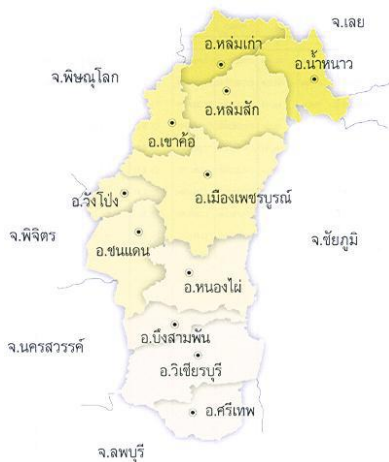 จ.เลย
อ.หล่มเก่า
อ.น้ำหนาว
จ.พิษณุโลก
อ.หล่มสัก
อ.เขาค้อ
อ.วังโป่ง
อ.เมืองเพชรบูรณ์
จ.พิจิตร
จ.ชัยภูมิ
อ.ชนแดน
อ.หนองไผ่
อ.บึงสามพัน
จ.นครสวรรค์
อ.วิเชียรบุรี
อ.ศรีเทพ
จ.ลพบุรี